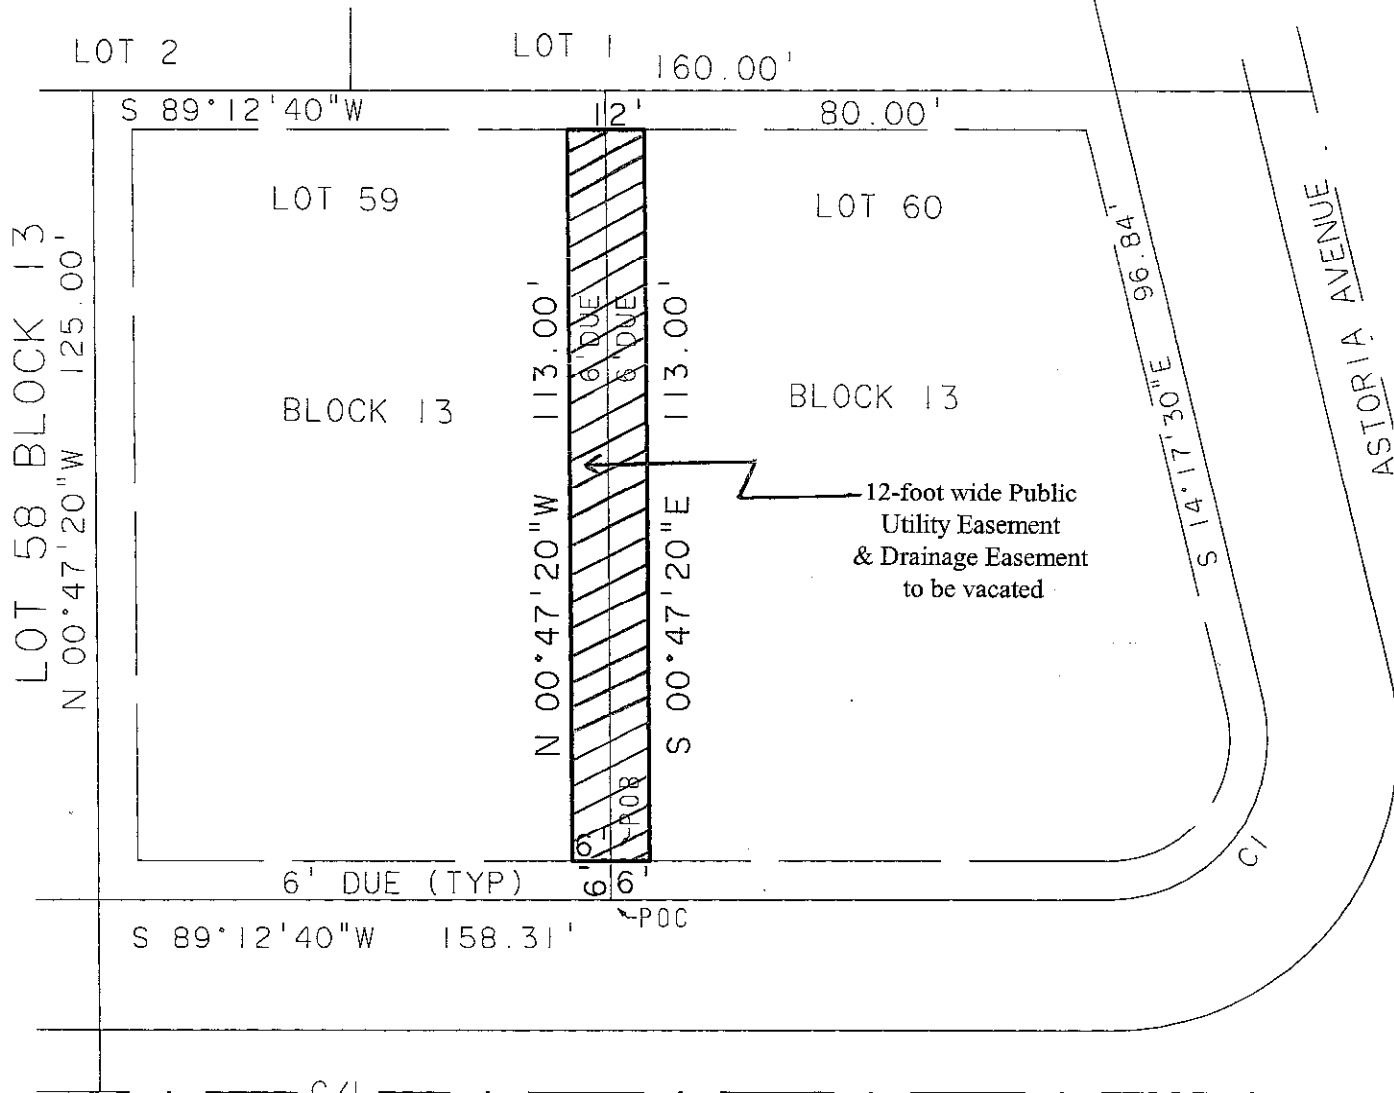 LOT 2
LOT 1
160.00'
S 89°12'40"W
12'
80.00'
LOT 59
LOT 60
LOT 58 BLOCK 13
N 00°47'20"W 125.00'
6' DUE
6' DUE
N 00°47'20"W 113.00'
S 00°47'20"E 113.00'
BLOCK 13
BLOCK 13
S 14°17'30"E 96.84'
ASTORIA AVENUE
12-foot wide Public
Utility Easement
& Drainage Easement
to be vacated
POB
6'
6' DUE (TYP)
6'
6'
C1
POC
S 89°12'40"W 158.31'